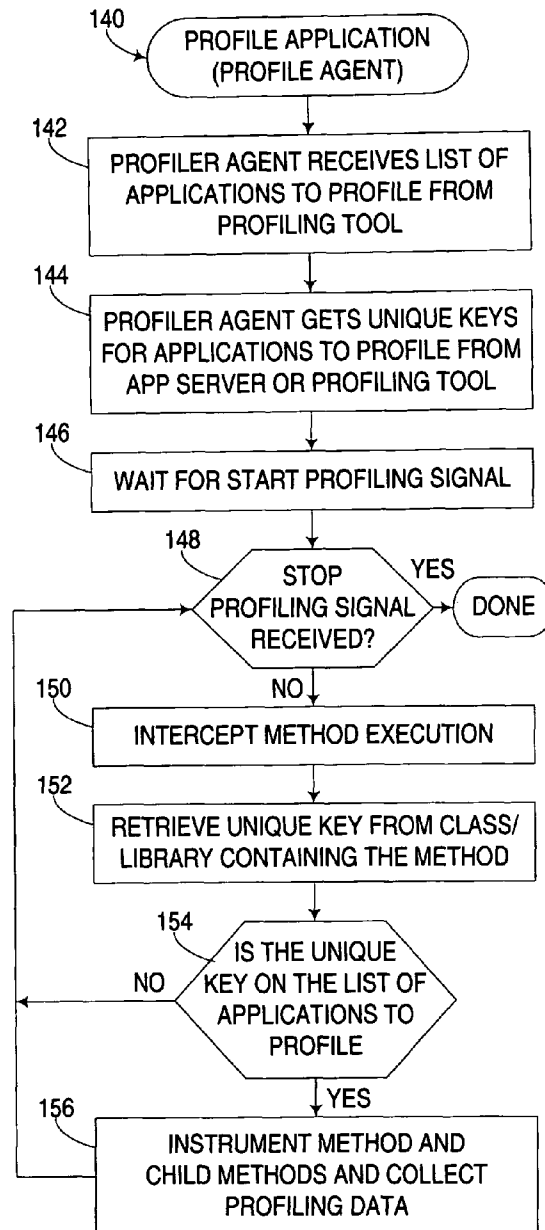 140
PROFILE APPLICATION
(PROFILE AGENT)
142
PROFILER AGENT RECEIVES LIST OF
APPLICATIONS TO PROFILE FROM
PROFILING TOOL
144
PROFILER AGENT GETS UNIQUE KEYS
FOR APPLICATIONS TO PROFILE FROM
APP SERVER OR PROFILING TOOL
146
WAIT FOR START PROFILING SIGNAL
148
STOP
PROFILING SIGNAL
RECEIVED?
YES
DONE
NO
150
INTERCEPT METHOD EXECUTION
152
RETRIEVE UNIQUE KEY FROM CLASS/
LIBRARY CONTAINING THE METHOD
154
IS THE UNIQUE
KEY ON THE LIST OF
APPLICATIONS TO
PROFILE
NO
YES
156
INSTRUMENT METHOD AND
CHILD METHODS AND COLLECT
PROFILING DATA